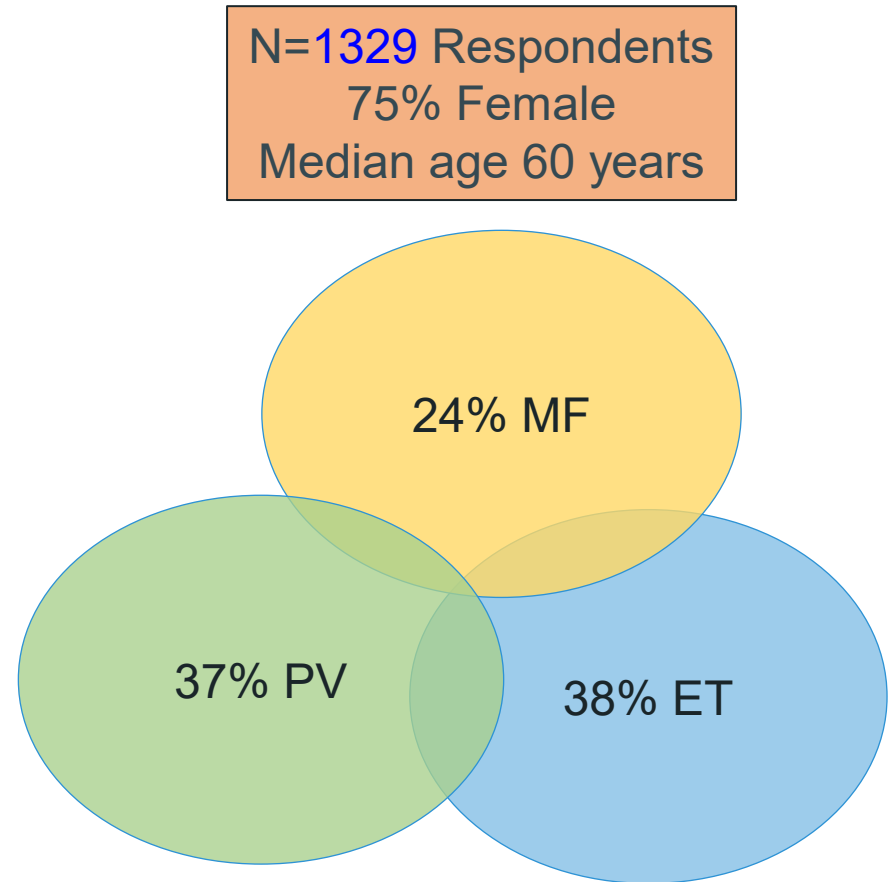 N=1329 Respondents
75% Female
Median age 60 years
24% MF
37% PV
38% ET